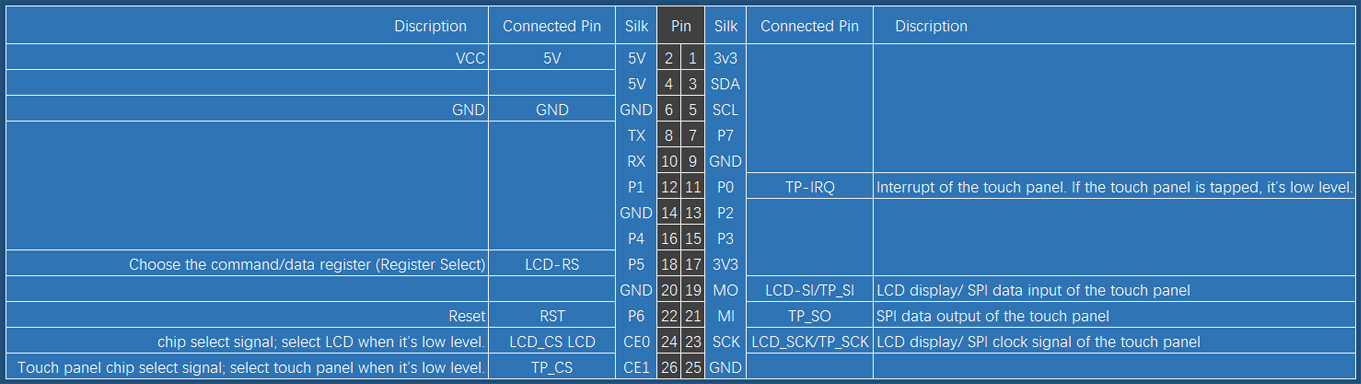 Discription Connected Pin Silk Pin Silk Connected Pin Discription
VCC 5V 5V 2 1 3v3
5V 4 3 SDA
GND GND GND 6 5 SCL
TX 8 7 P7
RX 10 9 GND
P1 12 11 P0 TP-IRQ Interrupt of the touch panel. If the touch panel is tapped, it's low level.
GND 14 13 P2
P4 16 15 P3
Choose the command/data register (Register Select) LCD-RS P5 18 17 3V3
GND 20 19 MO LCD-SI/TP_SI LCD display/ SPI data input of the touch panel
Reset RST P6 22 21 MI TP_SO SPI data output of the touch panel
chip select signal; select LCD when it's low level. LCD_CS LCD CE0 24 23 SCK LCD_SCK/TP_SCK LCD display/ SPI clock signal of the touch panel
Touch panel chip select signal; select touch panel when it's low level. TP_CS CE1 26 25 GND